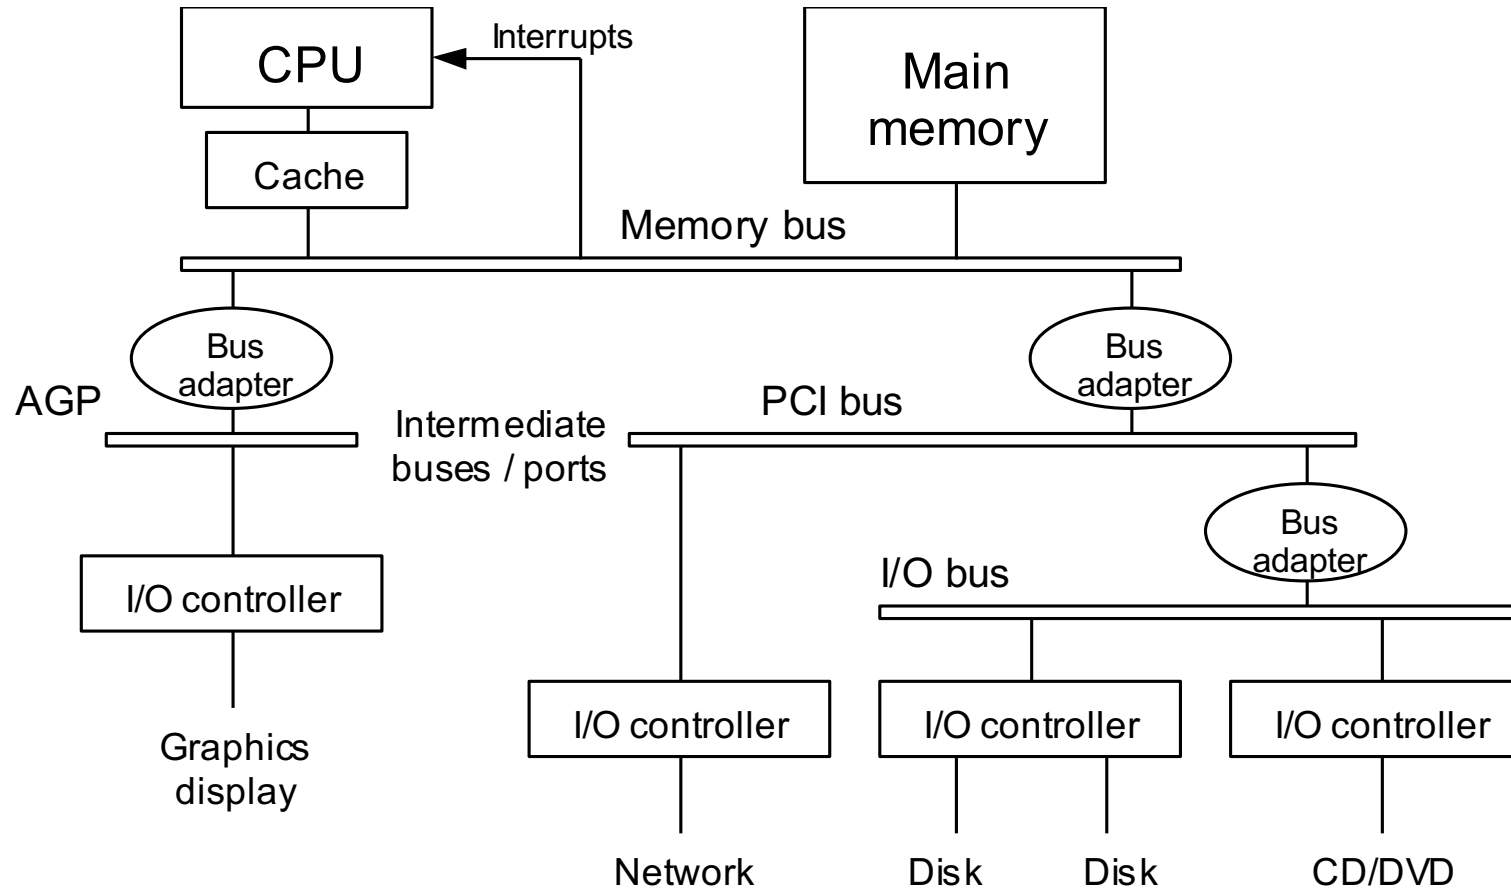 CPU
Interrupts
Main
memory
Cache
Memory bus
Bus
adapter
Bus
adapter
AGP
PCI bus
Intermediate
buses / ports
Bus
adapter
I/O bus
I/O controller
I/O controller
I/O controller
I/O controller
Graphics
display
Network
Disk
Disk
CD/DVD